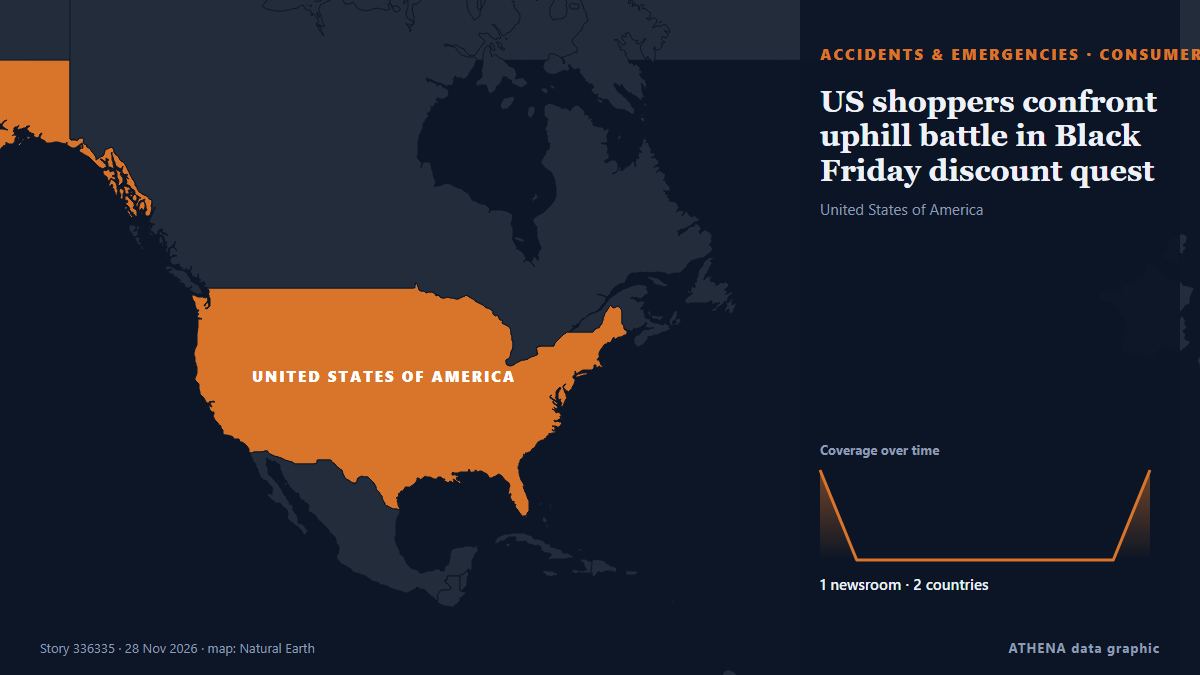 ACCIDENTS & EMERGENCIES · CONSUMER
US shoppers confront
uphill battle in Black
Friday discount quest
United States of America
UNITED STATES OF AMERICA
Coverage over time
1 newsroom · 2 countries
Story 336335 · 28 Nov 2026 · map: Natural Earth
ATHENA data graphic